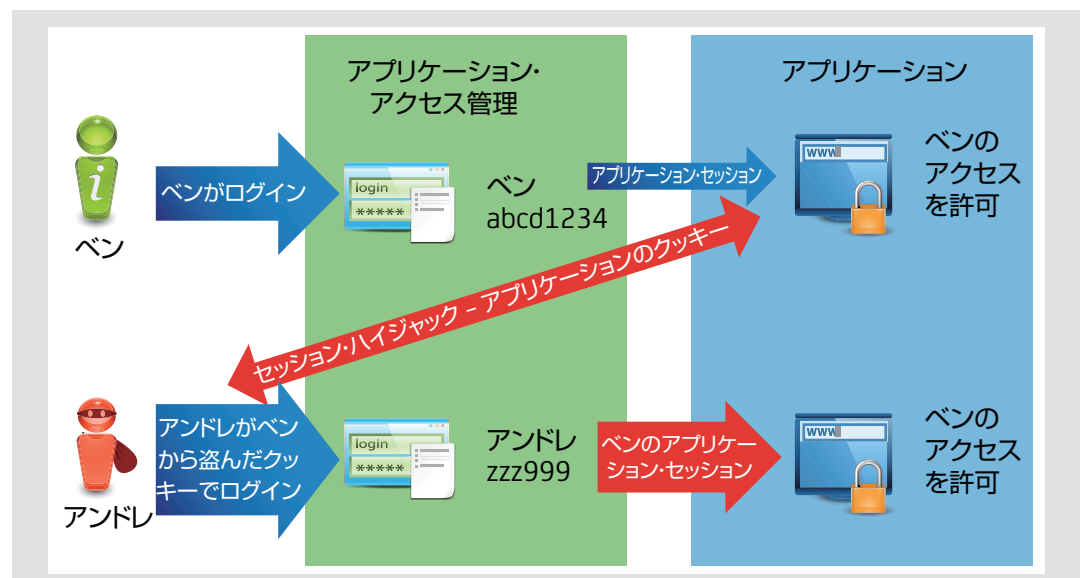 アプリケーション・
アクセス管理
アプリケーション
ベン
ベンがログイン
login
*****
ベン
abcd1234
アプリケーション・セッション
www
ベンの
アクセス
を許可
セッション・ハイジャック – アプリケーションのクッキー
アンドレ
アンドレがベン
から盗んだクッ
キーでログイン
login
*****
アンドレ
zzz999
ベンのアプリケー
ション・セッション
www
ベンの
アクセス
を許可